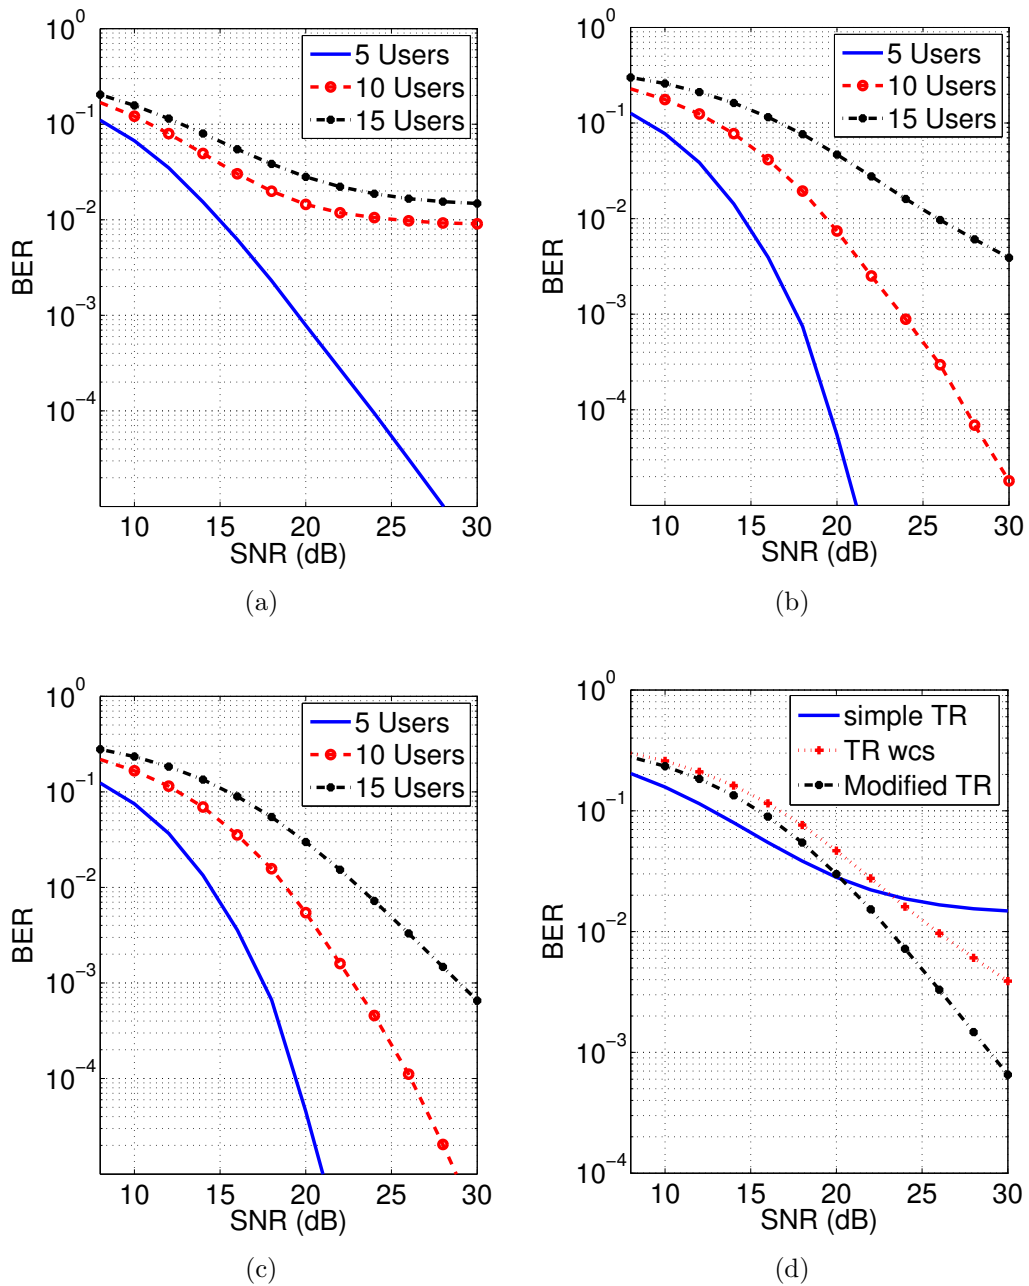 10^0
10^−1
10^−2
10^−3
10^−4
BER
10 15 20 25 30
SNR (dB)
5 Users
10 Users
15 Users
(a)
10^0
10^−1
10^−2
10^−3
10^−4
BER
10 15 20 25 30
SNR (dB)
5 Users
10 Users
15 Users
(b)
10^0
10^−1
10^−2
10^−3
10^−4
BER
10 15 20 25 30
SNR (dB)
5 Users
10 Users
15 Users
(c)
10^0
10^−1
10^−2
10^−3
10^−4
BER
10 15 20 25 30
SNR (dB)
simple TR
TR wcs
Modified TR
(d)